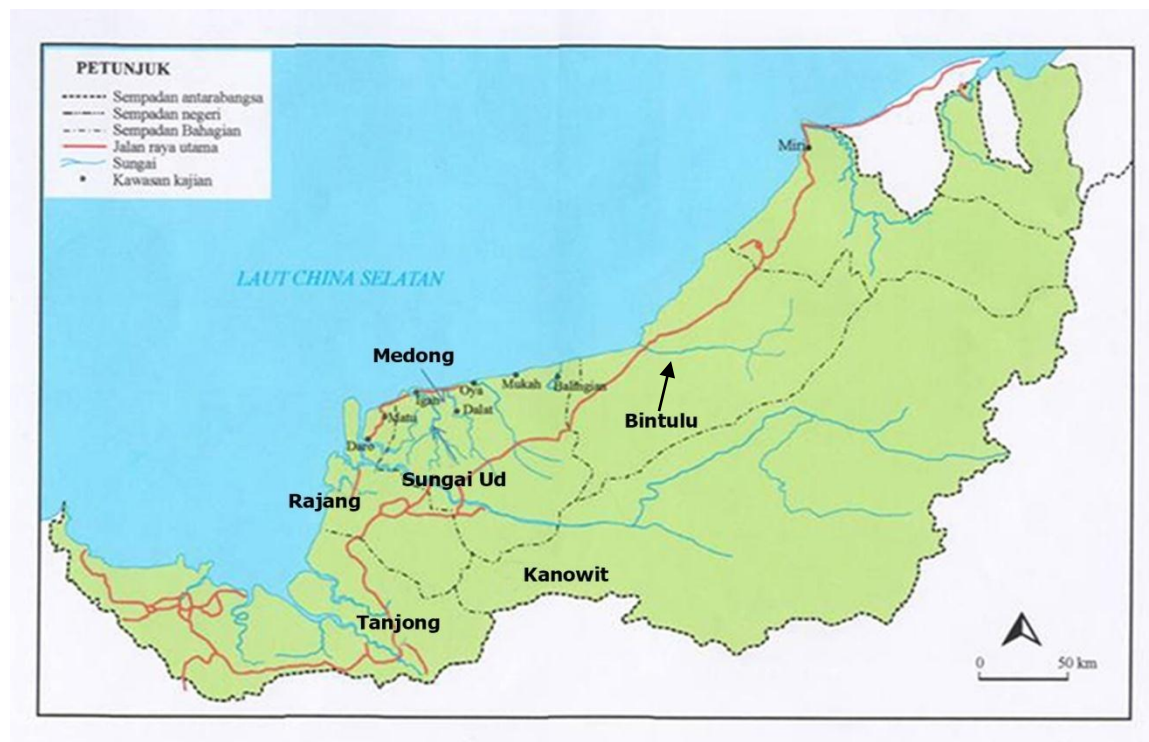 PETUNJUK
Sempadan antarabangsa
Sempadan negeri
Sempadan Bahagian
Jalan raya utama
Sungai
Kawasan kajian
Miri
LAUT CHINA SELATAN
Medong
Oya
Mukah
Balingian
Igan
Matu
Dalat
Bintulu
Daro
Sungai Ud
Rajang
Kanowit
Tanjong
0 50 km